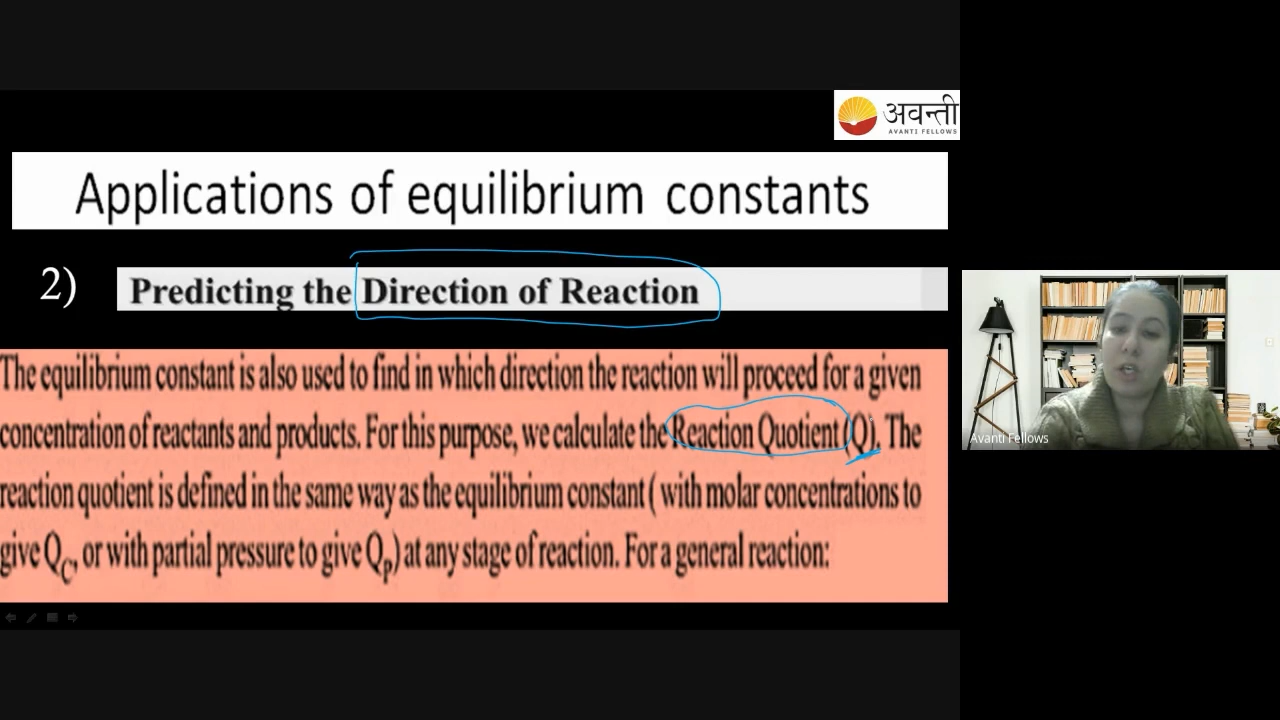 अवन्ती
AVANTI FELLOWS
Applications of equilibrium constants
2) Predicting the Direction of Reaction
The equilibrium constant is also used to find in which direction the reaction will proceed for a given
concentration of reactants and products. For this purpose, we calculate the Reaction Quotient (Q). The
reaction quotient is defined in the same way as the equilibrium constant ( with molar concentrations to
give QC, or with partial pressure to give QP) at any stage of reaction. For a general reaction:
Avanti Fellows